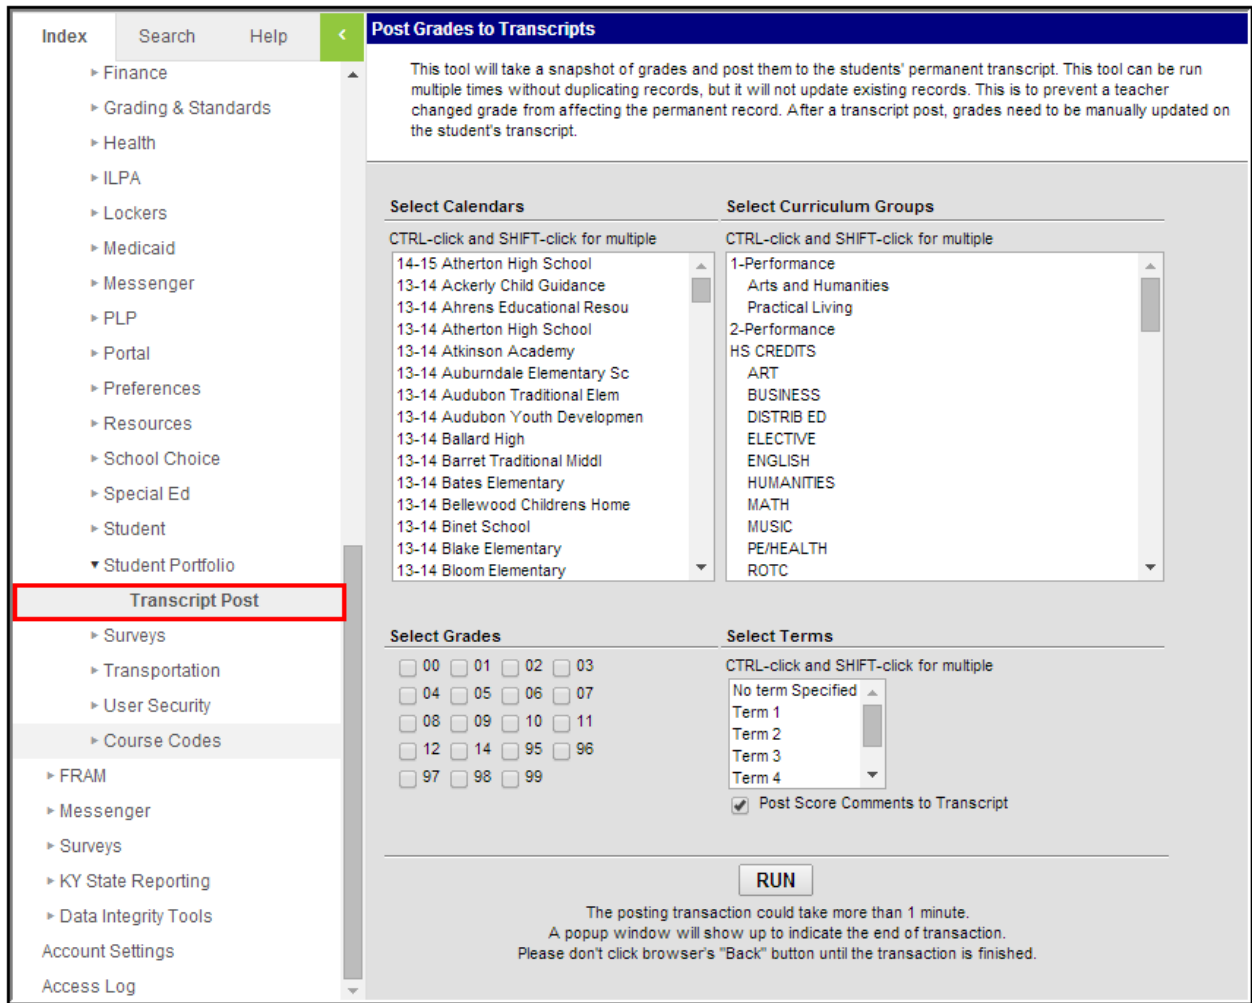 Index
Search
Help
Finance
Grading & Standards
Health
ILPA
Lockers
Medicaid
Messenger
PLP
Portal
Preferences
Resources
School Choice
Special Ed
Student
Student Portfolio
Transcript Post
Surveys
Transportation
User Security
Course Codes
FRAM
Messenger
Surveys
KY State Reporting
Data Integrity Tools
Account Settings
Access Log
Post Grades to Transcripts
This tool will take a snapshot of grades and post them to the students' permanent transcript. This tool can be run
multiple times without duplicating records, but it will not update existing records. This is to prevent a teacher
changed grade from affecting the permanent record. After a transcript post, grades need to be manually updated on
the student's transcript.
Select Calendars
CTRL-click and SHIFT-click for multiple
14-15 Atherton High School
13-14 Ackerly Child Guidance
13-14 Ahrens Educational Resou
13-14 Atherton High School
13-14 Atkinson Academy
13-14 Auburndale Elementary Sc
13-14 Audubon Traditional Elem
13-14 Audubon Youth Developmen
13-14 Ballard High
13-14 Barret Traditional Middl
13-14 Bates Elementary
13-14 Bellewood Childrens Home
13-14 Binet School
13-14 Blake Elementary
13-14 Bloom Elementary
Select Curriculum Groups
CTRL-click and SHIFT-click for multiple
1-Performance
Arts and Humanities
Practical Living
2-Performance
HS CREDITS
ART
BUSINESS
DISTRIB ED
ELECTIVE
ENGLISH
HUMANITIES
MATH
MUSIC
PE/HEALTH
ROTC
Select Grades
00 01 02 03
04 05 06 07
08 09 10 11
12 14 95 96
97 98 99
Select Terms
CTRL-click and SHIFT-click for multiple
No term Specified
Term 1
Term 2
Term 3
Term 4
Post Score Comments to Transcript
RUN
The posting transaction could take more than 1 minute.
A popup window will show up to indicate the end of transaction.
Please don't click browser's "Back" button until the transaction is finished.